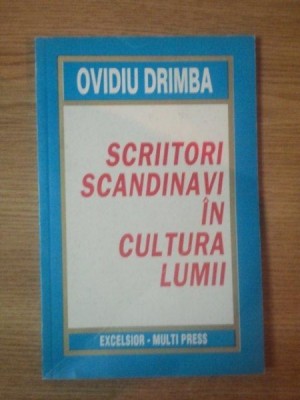 OVIDIU DRIMBA
SCRIITORI
SCANDINAVI
ÎN
CULTURA
LUMII
EXCELSIOR - MULTI PRESS